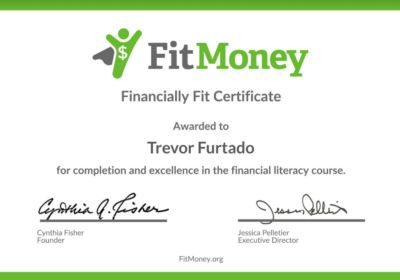 $
FitMoney
Financially Fit Certificate
Awarded to
Trevor Furtado
for completion and excellence in the financial literacy course.
Cynthia A. Fisher
Jessica Pelletier
Cynthia Fisher
Founder
Jessica Pelletier
Executive Director
FitMoney.org